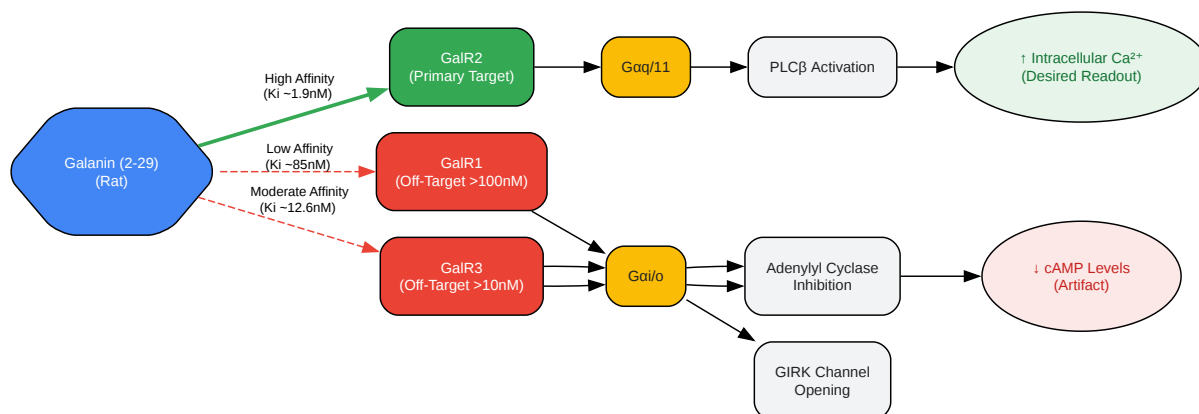 Galanin (2-29)
(Rat)
High Affinity
(Ki ~1.9nM)
Low Affinity
(Ki ~85nM)
Moderate Affinity
(Ki ~12.6nM)
GalR2
(Primary Target)
Gαq/11
PLCβ Activation
↑ Intracellular Ca²⁺
(Desired Readout)
GalR1
(Off-Target >100nM)
GalR3
(Off-Target >10nM)
Gαi/o
Adenylyl Cyclase
Inhibition
↓ cAMP Levels
(Artifact)
GIRK Channel
Opening